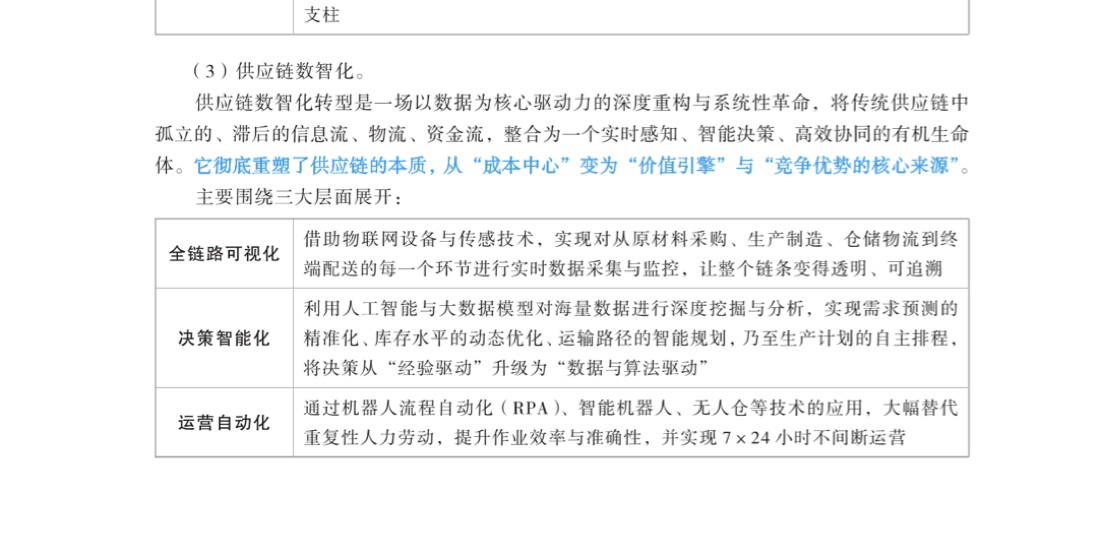 支柱
（3）供应链数智化。
供应链数智化转型是一场以数据为核心驱动力的深度重构与系统性革命，将传统供应链中
孤立的、滞后的信息流、物流、资金流，整合为一个实时感知、智能决策、高效协同的有机生命
体。它彻底重塑了供应链的本质，从“成本中心”变为“价值引擎”与“竞争优势的核心来源”。
主要围绕三大层面展开：
全链路可视化
借助物联网设备与传感技术，实现对从原材料采购、生产制造、仓储物流到终
端配送的每一个环节进行实时数据采集与监控，让整个链条变得透明、可追溯
决策智能化
利用人工智能与大数据模型对海量数据进行深度挖掘与分析，实现需求预测的
精准化、库存水平的动态优化、运输路径的智能规划，乃至生产计划的自主排程，
将决策从“经验驱动”升级为“数据与算法驱动”
运营自动化
通过机器人流程自动化（RPA）、智能机器人、无人仓等技术的应用，大幅替代
重复性人力劳动，提升作业效率与准确性，并实现 7×24 小时不间断运营